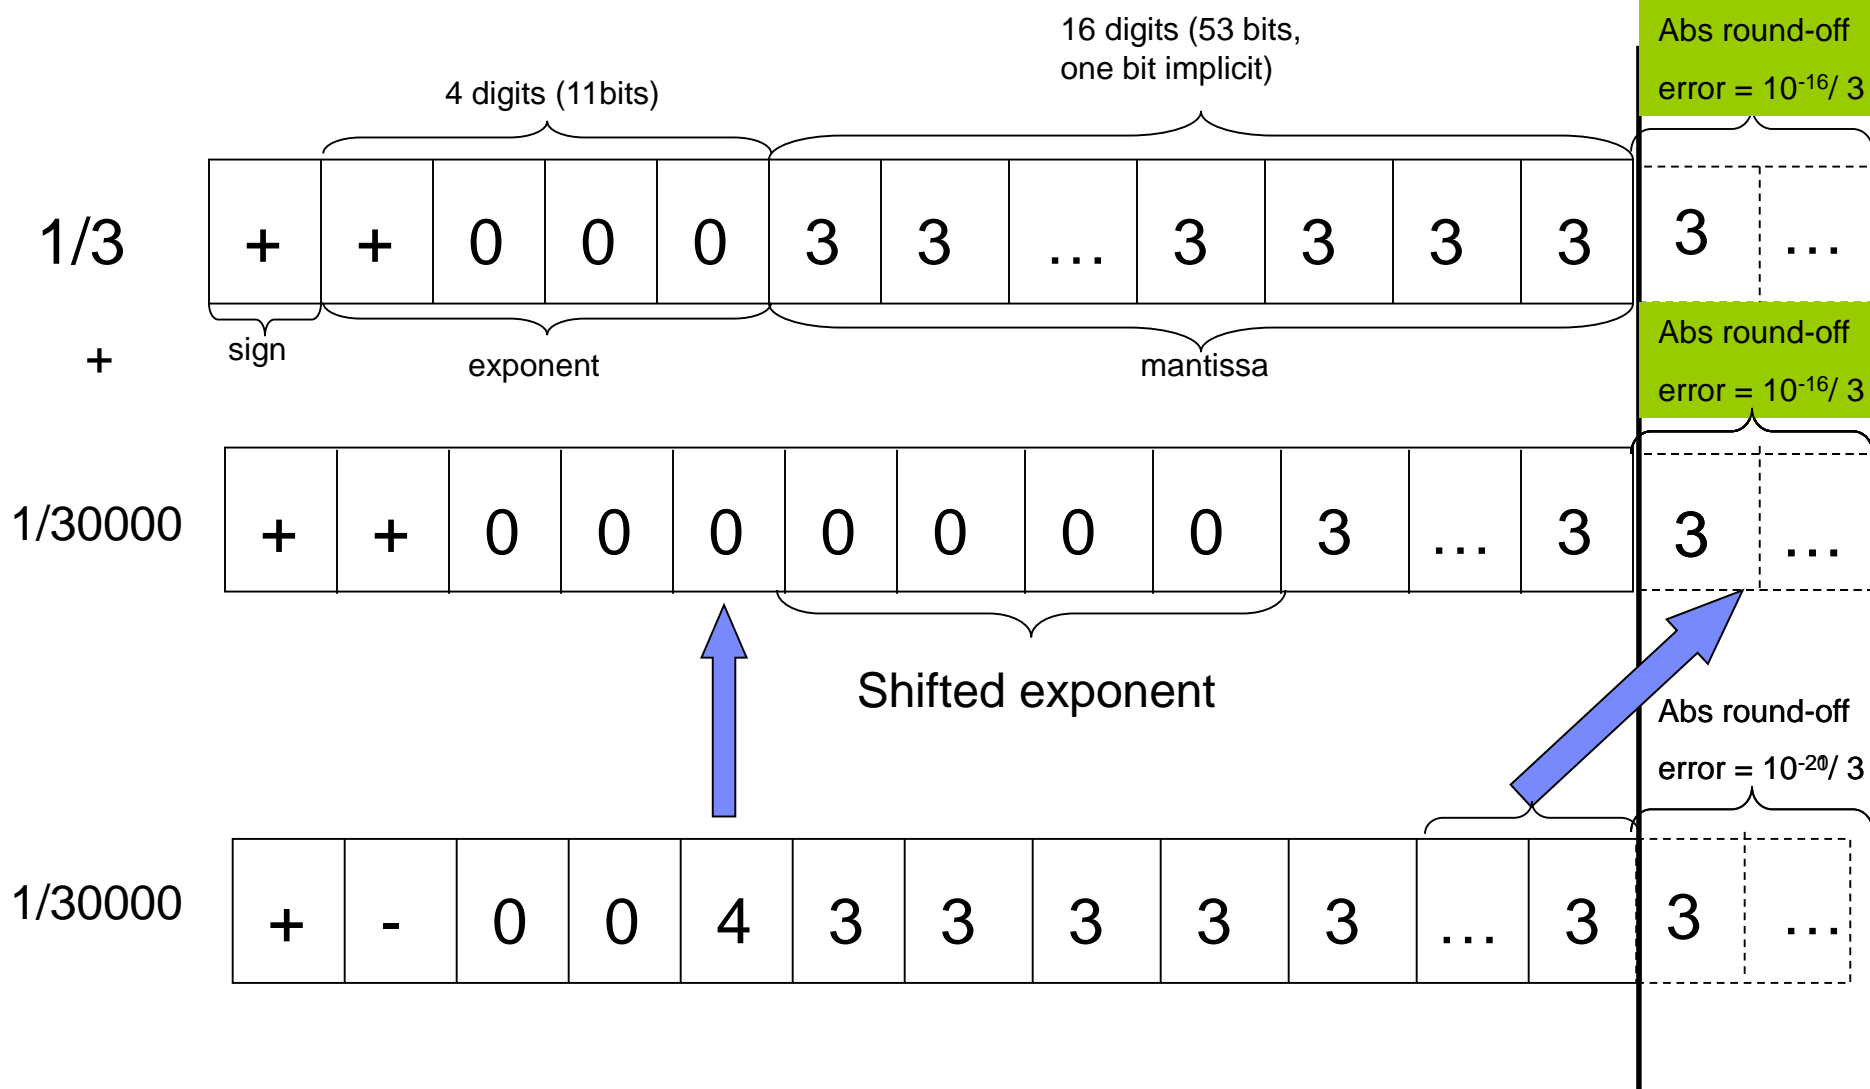 16 digits (53 bits,
one bit implicit)
Abs round-off
error = 10-16/ 3
4 digits (11bits)
1/3 + + 0 0 0 3 3 … 3 3 3 3 3 …
sign
exponent
mantissa
+
Abs round-off
error = 10-16/ 3
1/30000 + + 0 0 0 0 0 0 0 3 … 3 3 …
Shifted exponent
Abs round-off
error = 10-20/ 3
1/30000 + - 0 0 4 3 3 3 3 3 … 3 3 …